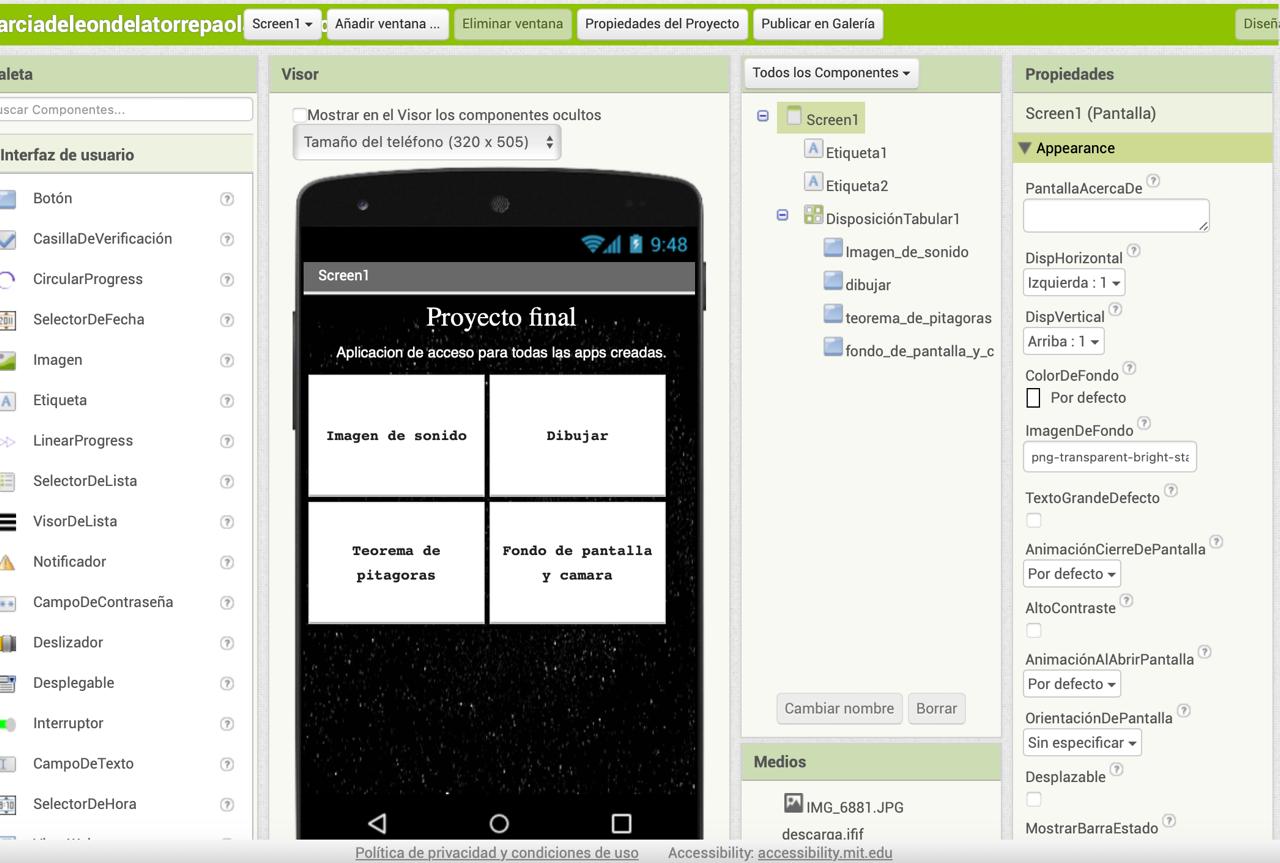 arciadeleondelatorrepaol
Screen1
Añadir ventana ...
Eliminar ventana
Propiedades del Proyecto
Publicar en Galería
Diseña
aleta
uscar Componentes...
Interfaz de usuario
Botón
CasillaDeVerificación
CircularProgress
SelectorDeFecha
Imagen
Etiqueta
LinearProgress
SelectorDeLista
VisorDeLista
Notificador
CampoDeContraseña
Deslizador
Desplegable
Interruptor
CampoDeTexto
SelectorDeHora
Visor
Mostrar en el Visor los componentes ocultos
Tamaño del teléfono (320 x 505)
9:48
Screen1
Proyecto final
Aplicacion de acceso para todas las apps creadas.
Imagen de sonido
Dibujar
Teorema de
pitagoras
Fondo de pantalla
y camara
Todos los Componentes
Screen1
Etiqueta1
Etiqueta2
DisposiciónTabular1
Imagen_de_sonido
dibujar
teorema_de_pitagoras
fondo_de_pantalla_y_c
Cambiar nombre
Borrar
Medios
IMG_6881.JPG
descarga.jfif
Propiedades
Screen1 (Pantalla)
Appearance
PantallaAcercaDe
DispHorizontal
Izquierda : 1
DispVertical
Arriba : 1
ColorDeFondo
Por defecto
ImagenDeFondo
png-transparent-bright-sta
TextoGrandeDefecto
AnimaciónCierreDePantalla
Por defecto
AltoContraste
AnimaciónAlAbrirPantalla
Por defecto
OrientaciónDePantalla
Sin especificar
Desplazable
MostrarBarraEstado
Política de privacidad y condiciones de uso
Accessibility: accessibility.mit.edu